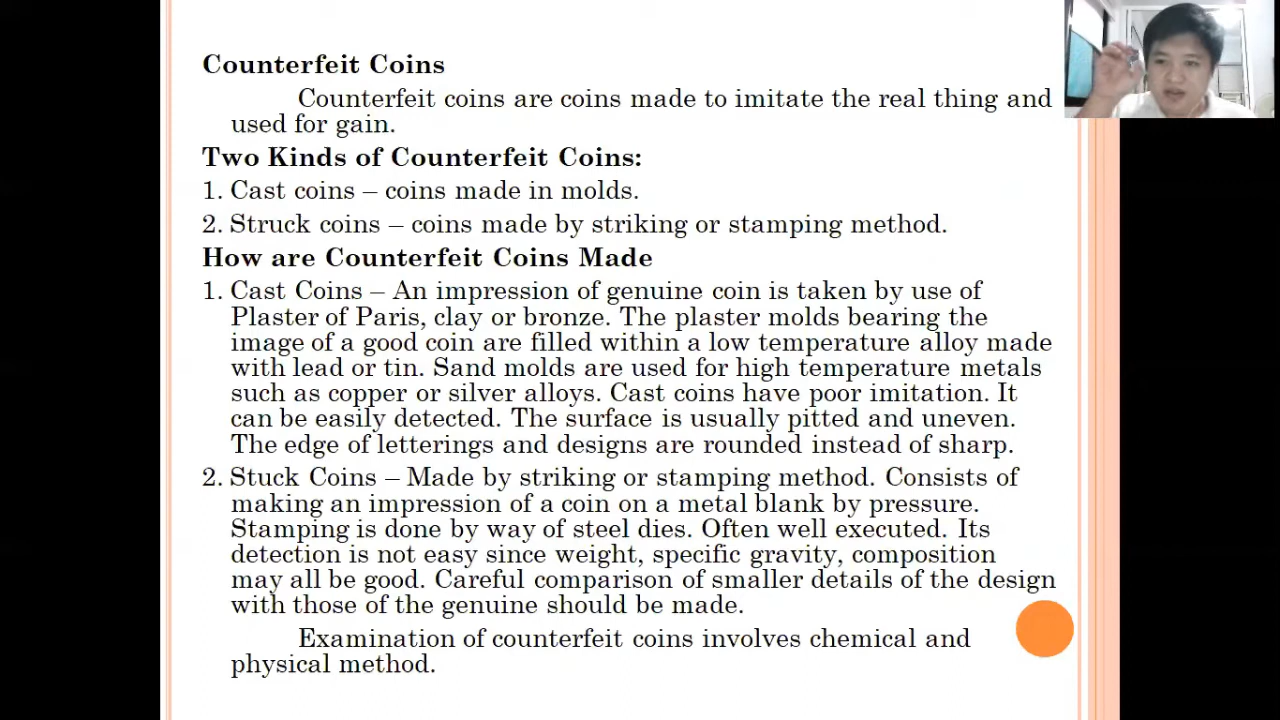 Counterfeit Coins
Counterfeit coins are coins made to imitate the real thing and
used for gain.
Two Kinds of Counterfeit Coins:
1. Cast coins – coins made in molds.
2. Struck coins – coins made by striking or stamping method.
How are Counterfeit Coins Made
1. Cast Coins – An impression of genuine coin is taken by use of
Plaster of Paris, clay or bronze. The plaster molds bearing the
image of a good coin are filled within a low temperature alloy made
with lead or tin. Sand molds are used for high temperature metals
such as copper or silver alloys. Cast coins have poor imitation. It
can be easily detected. The surface is usually pitted and uneven.
The edge of letterings and designs are rounded instead of sharp.
2. Stuck Coins – Made by striking or stamping method. Consists of
making an impression of a coin on a metal blank by pressure.
Stamping is done by way of steel dies. Often well executed. Its
detection is not easy since weight, specific gravity, composition
may all be good. Careful comparison of smaller details of the design
with those of the genuine should be made.
Examination of counterfeit coins involves chemical and
physical method.